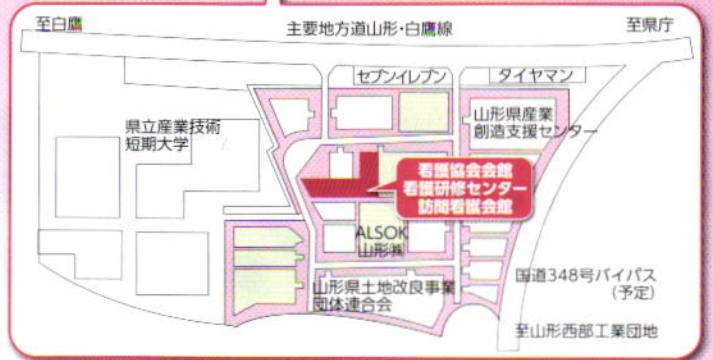 至白鷹
主要地方道山形・白鷹線
至県庁
セブンイレブン
タイヤマン
県立産業技術
短期大学
山形県産業
創造支援センター
看護協会会館
看護研修センター
訪問看護会館
ALSOK
山形㈱
山形県土地改良事業
団体連合会
国道348号バイパス
(予定)
至山形西部工業団地